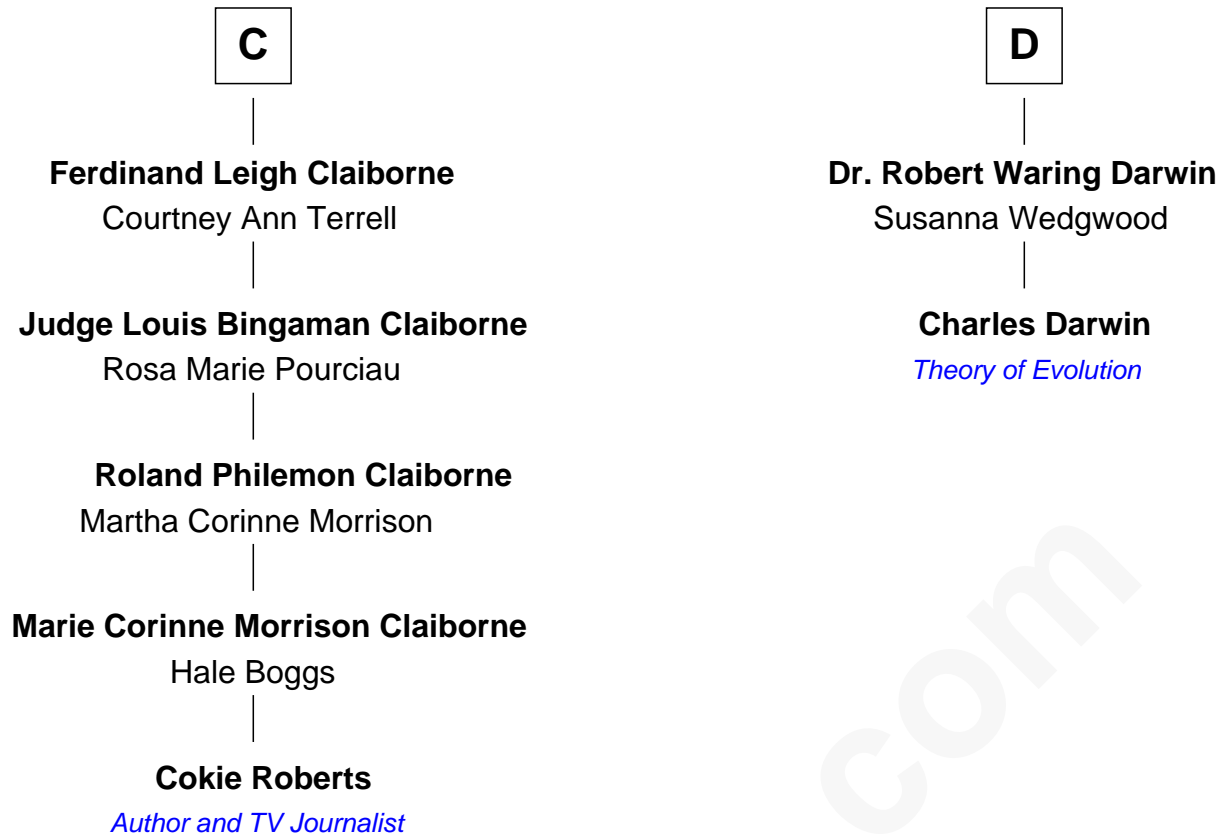 C
Ferdinand Leigh Claiborne
Courtney Ann Terrell
Judge Louis Bingaman Claiborne
Rosa Marie Pourciau
Roland Philemon Claiborne
Martha Corinne Morrison
Marie Corinne Morrison Claiborne
Hale Boggs
Cokie Roberts
Author and TV Journalist
D
Dr. Robert Waring Darwin
Susanna Wedgwood
Charles Darwin
Theory of Evolution
com